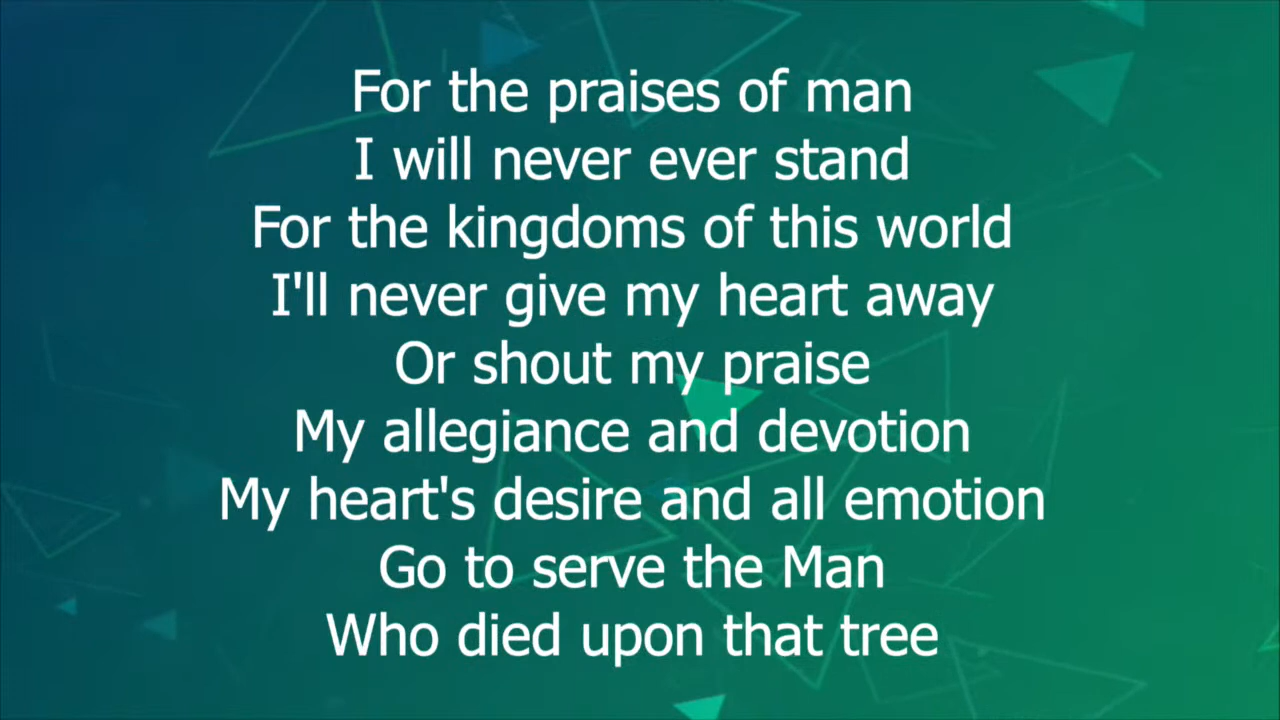 For the praises of man
I will never ever stand
For the kingdoms of this world
I'll never give my heart away
Or shout my praise
My allegiance and devotion
My heart's desire and all emotion
Go to serve the Man
Who died upon that tree